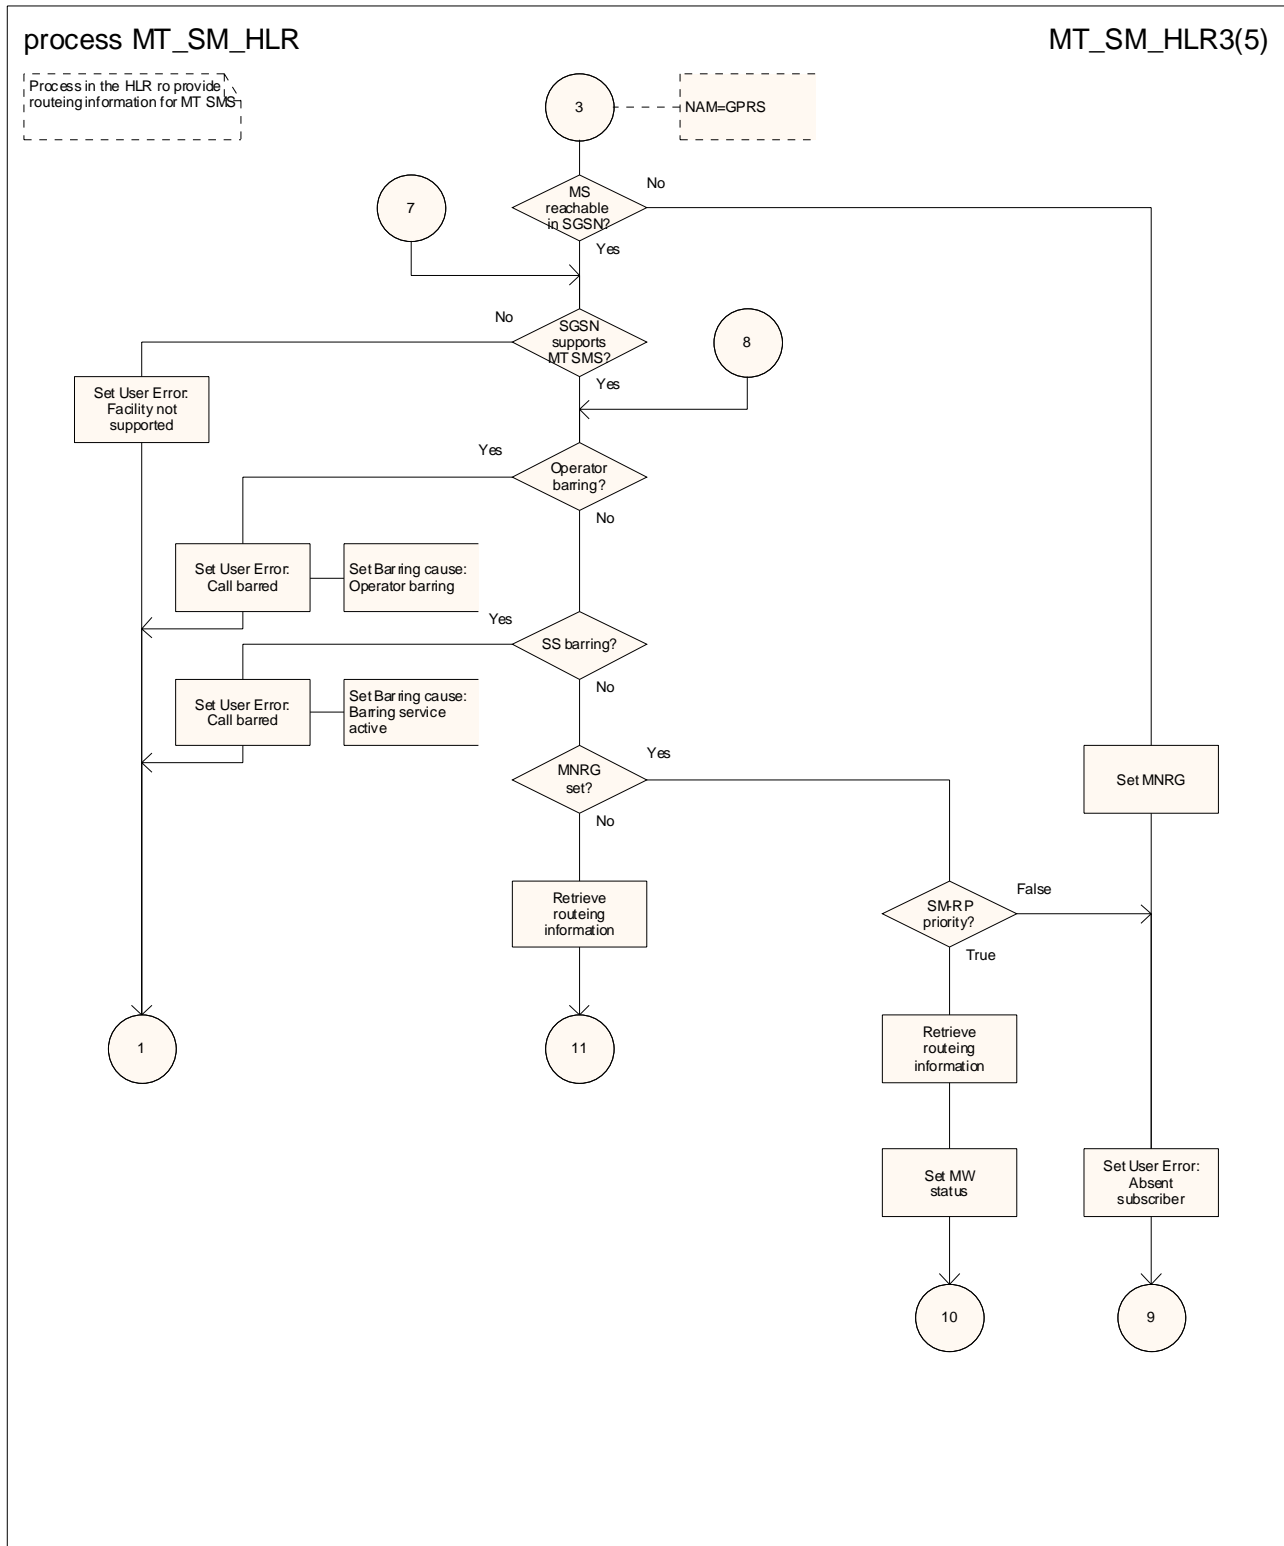 process MT_SM_HLR
MT_SM_HLR3(5)
Process in the HLR ro provide
routeing information for MT SMS
3
NAM=GPRS
MS
reachable
in SGSN?
No
Yes
7
SGSN
supports
MT SMS?
No
Yes
8
Set User Error:
Facility not
supported
Operator
barring?
Yes
No
Set User Error:
Call barred
Set Barring cause:
Operator barring
SS barring?
Yes
No
Set User Error:
Call barred
Set Barring cause:
Barring service
active
MNRG
set?
Yes
No
Set MNRG
Retrieve
routeing
information
SM-RP
priority?
False
True
1
11
Retrieve
routeing
information
Set MW
status
Set User Error:
Absent
subscriber
10
9